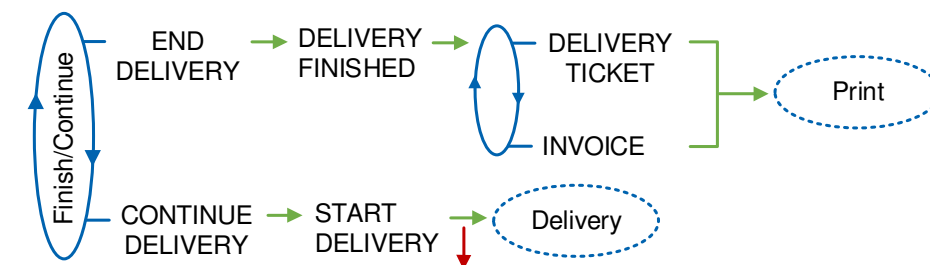 Finish/Continue
END
DELIVERY
DELIVERY
FINISHED
DELIVERY
TICKET
INVOICE
Print
CONTINUE
DELIVERY
START
DELIVERY
Delivery